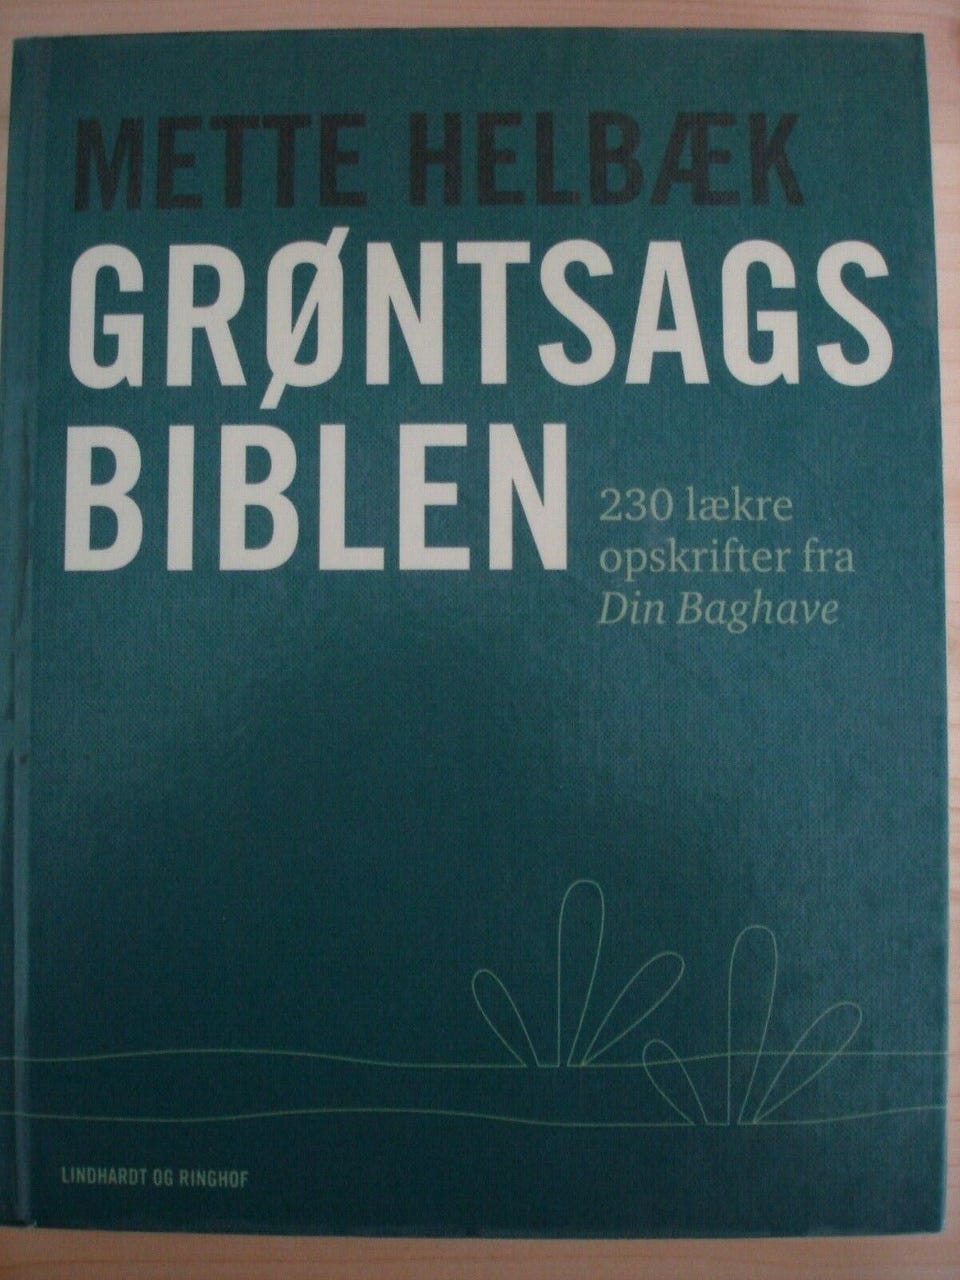 METTE HELBÆK
GRØNTSAGS
BIBLEN
230 lækre
opskrifter fra
Din Baghave
LINDHARDT OG RINGHOF